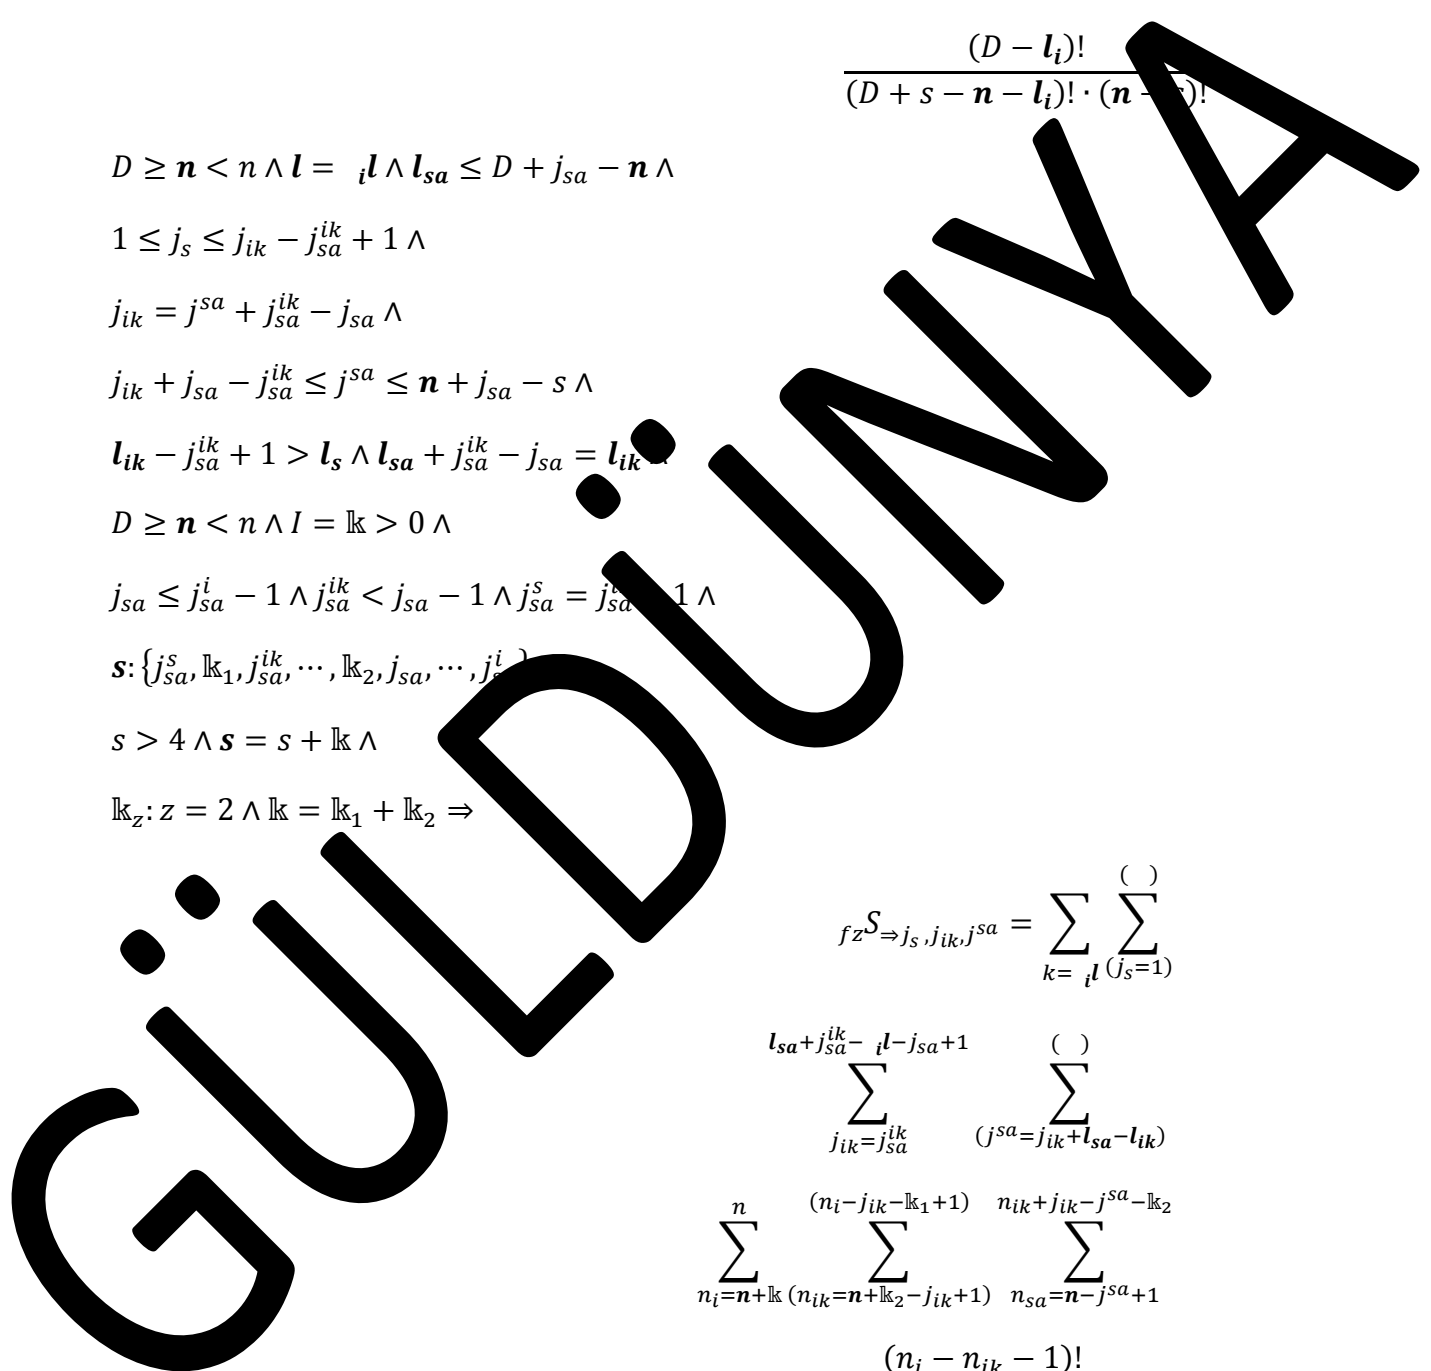 (D − l_i)!
(D + s − n − l_i)! · (n − s)!
D ≥ n < n ∧ l = _i l ∧ l_sa ≤ D + j_sa − n ∧
1 ≤ j_s ≤ j_ik − j_sa^ik + 1 ∧
j_ik = j^sa + j_sa^ik − j_sa ∧
j_ik + j_sa − j_sa^ik ≤ j^sa ≤ n + j_sa − s ∧
l_ik − j_sa^ik + 1 > l_s ∧ l_sa + j_sa^ik − j_sa = l_ik
D ≥ n < n ∧ I = 𝕜 > 0 ∧
j_sa ≤ j_sa^i − 1 ∧ j_sa^ik < j_sa − 1 ∧ j_sa^s = j_sa 1 ∧
s: {j_sa^s, 𝕜_1, j_sa^ik, ⋯, 𝕜_2, j_sa, ⋯, j^i
s > 4 ∧ s = s + 𝕜 ∧
𝕜_z: z = 2 ∧ 𝕜 = 𝕜_1 + 𝕜_2 ⇒
_fz S_⇒j_s,j_ik,j^sa = ∑ ∑
( )
k= _i l (j_s=1)
l_sa+j_sa^ik− _i l−j_sa+1 ( )
∑ ∑
j_ik=j_sa^ik (j^sa=j_ik+l_sa−l_ik)
n (n_i−j_ik−𝕜_1+1) n_ik+j_ik−j^sa−𝕜_2
∑ ∑ ∑
n_i=n+𝕜 (n_ik=n+𝕜_2−j_ik+1) n_sa=n−j^sa+1
(n_i − n_ik − 1)!
GÜLDÜNYA